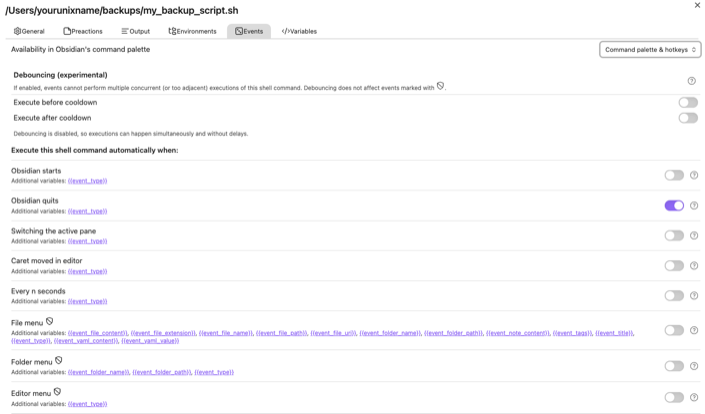 /Users/yourunixname/backups/my_backup_script.sh
General Preactions Output Environments Events Variables
Availability in Obsidian's command palette
Command palette & hotkeys
Debouncing (experimental)
If enabled, events cannot perform multiple concurrent (or too adjacent) executions of this shell command. Debouncing does not affect events marked with .
Execute before cooldown
Execute after cooldown
Debouncing is disabled, so executions can happen simultaneously and without delays.
Execute this shell command automatically when:
Obsidian starts
Additional variables: {{event_type}}
Obsidian quits
Additional variables: {{event_type}}
Switching the active pane
Additional variables: {{event_type}}
Caret moved in editor
Additional variables: {{event_type}}
Every n seconds
Additional variables: {{event_type}}
File menu
Additional variables: {{event_file_content}}, {{event_file_extension}}, {{event_file_name}}, {{event_file_path}}, {{event_file_uri}}, {{event_folder_name}}, {{event_folder_path}}, {{event_note_content}}, {{event_tags}}, {{event_title}},
{{event_type}}, {{event_yaml_content}}, {{event_yaml_value}}
Folder menu
Additional variables: {{event_folder_name}}, {{event_folder_path}}, {{event_type}}
Editor menu
Additional variables: {{event_type}}